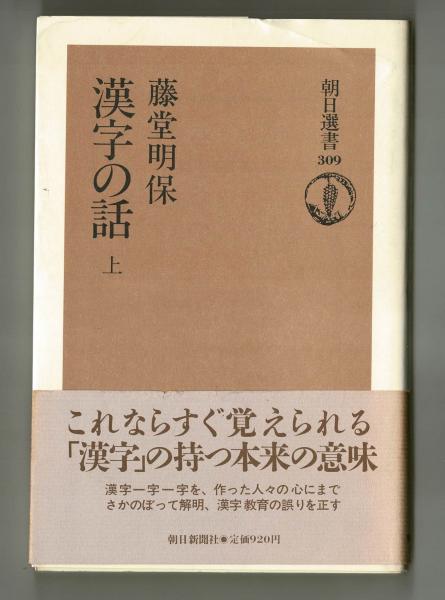 朝日選書
309
藤堂明保
漢字の話
上
これならすぐ覚えられる
「漢字」の持つ本来の意味
漢字一字一字を、作った人々の心にまで
さかのぼって解明、漢字教育の誤りを正す
朝日新聞社●定価920円